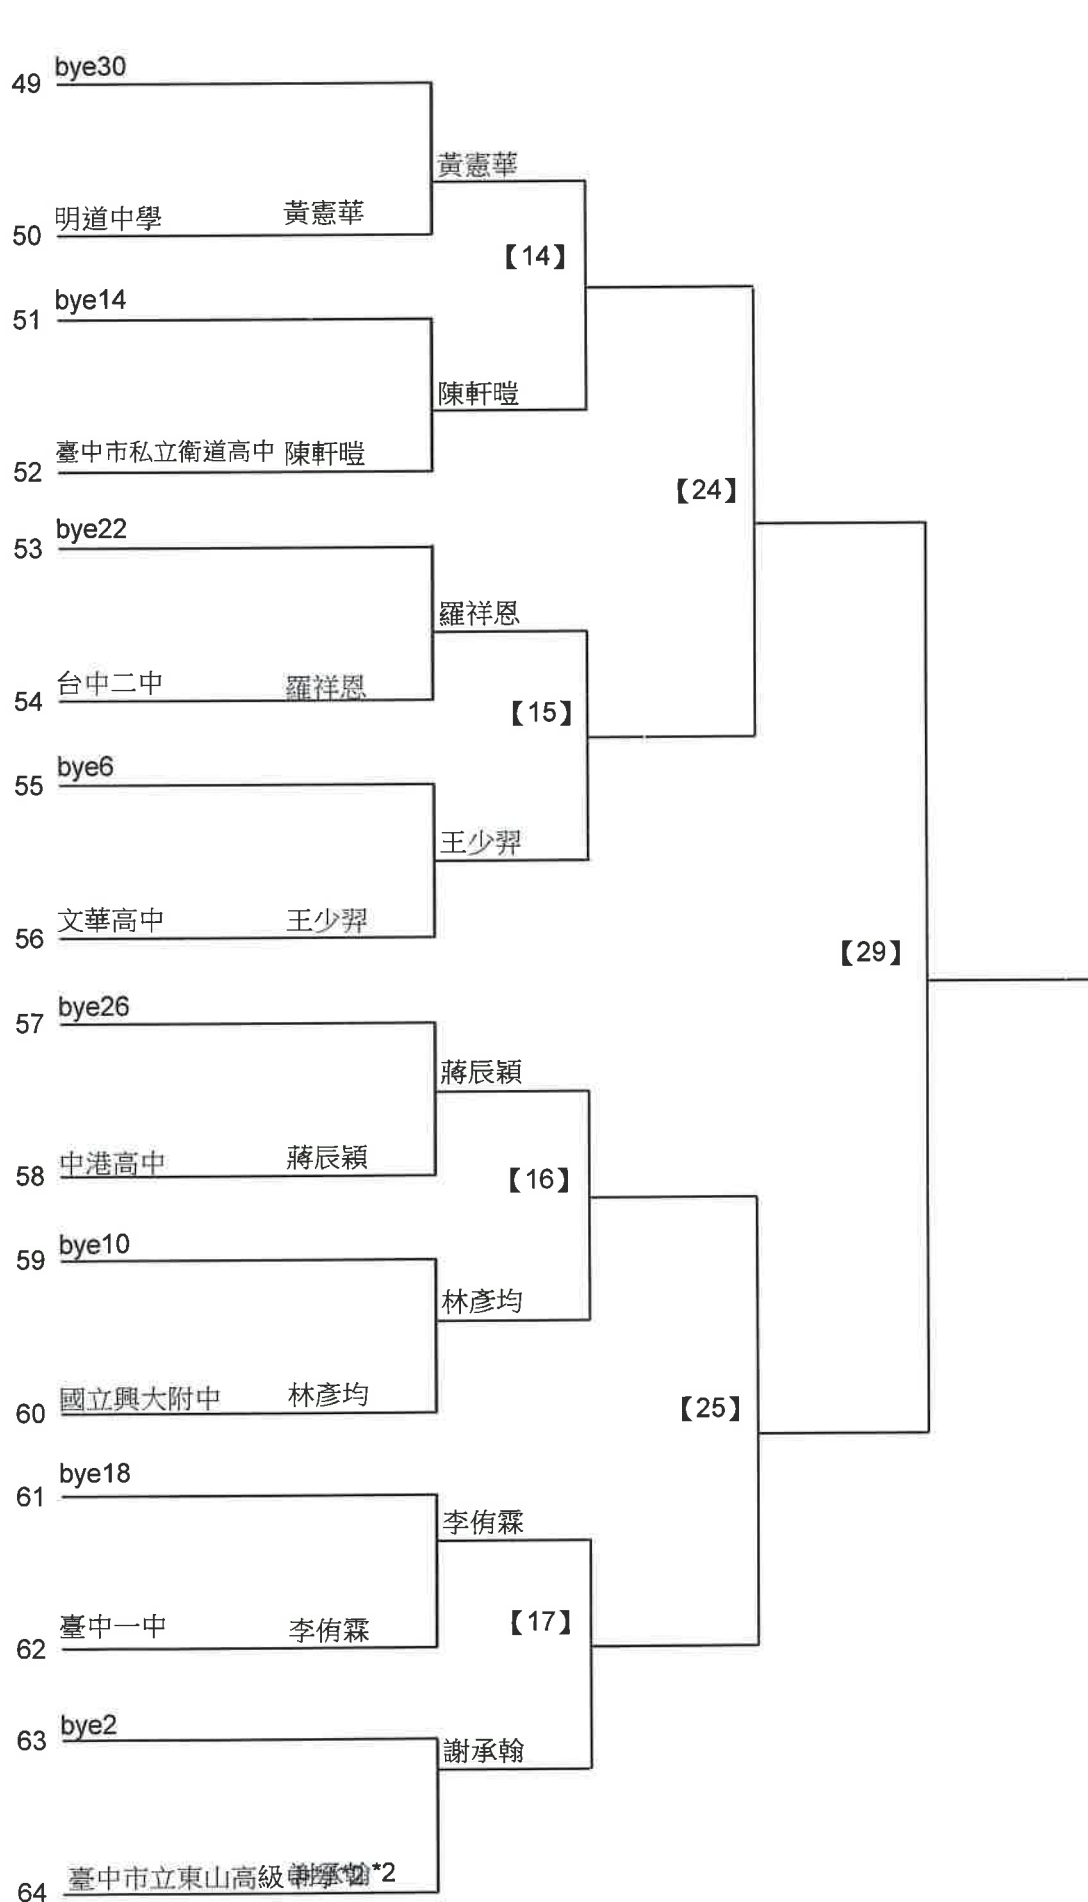 bye30
49
黃憲華
明道中學 黃憲華
50
【14】
bye14
51
陳軒暟
臺中市私立衛道高中 陳軒暟
52
【24】
bye22
53
羅祥恩
台中二中 羅祥恩
54
【15】
bye6
55
王少羿
文華高中 王少羿
56
【29】
bye26
57
蔣辰穎
中港高中 蔣辰穎
58
【16】
bye10
59
林彥均
國立興大附中 林彥均
60
【25】
bye18
61
李侑霖
臺中一中 李侑霖
62
【17】
bye2
63
謝承翰
臺中市立東山高級 *2
64